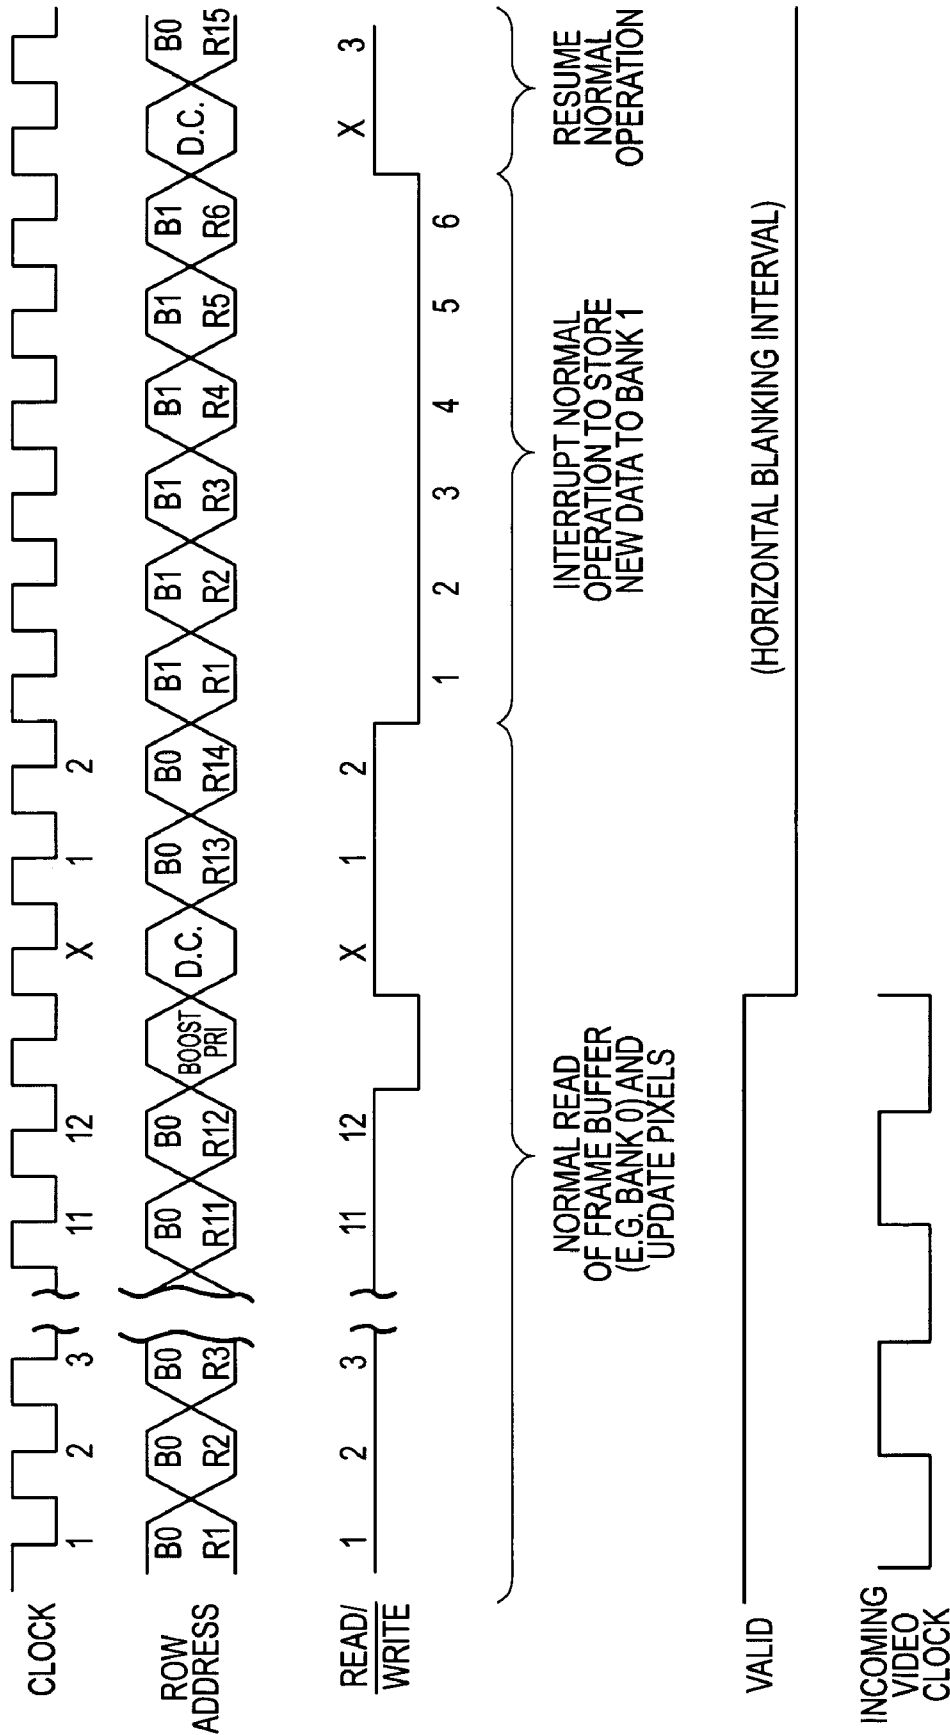 CLOCK
1 2 3 11 12 X 1 2
ROW
ADDRESS
B0 B0 B0 B0 B0 BOOST D.C. B0 B0 B1 B1 B1 B1 B1 B1 D.C. B0
R1 R2 R3 R11 R12 PRI R13 R14 R1 R2 R3 R4 R5 R6 R15
READ/
WRITE
1 2 3 11 12 X 1 2 1 2 3 4 5 6 X 3
NORMAL READ
OF FRAME BUFFER
(E.G. BANK 0) AND
UPDATE PIXELS
INTERRUPT NORMAL
OPERATION TO STORE
NEW DATA TO BANK 1
RESUME
NORMAL
OPERATION
VALID
(HORIZONTAL BLANKING INTERVAL)
INCOMING
VIDEO
CLOCK